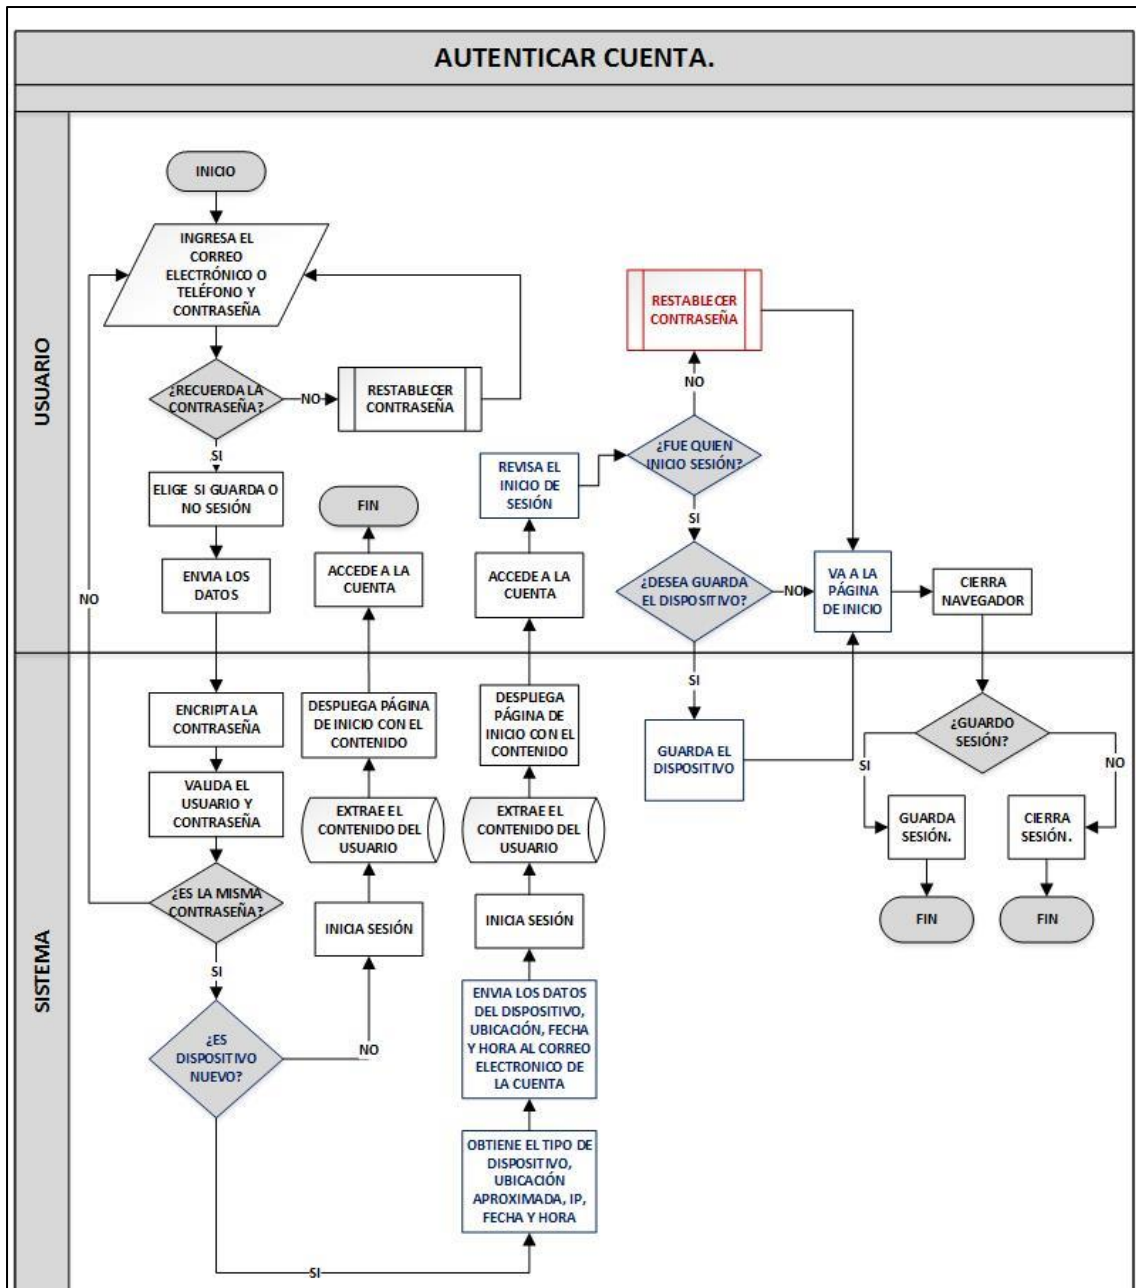 AUTENTICAR CUENTA.
USUARIO
INICIO
INGRESA EL
CORREO
ELECTRÓNICO O
TELÉFONO Y
CONTRASEÑA
¿RECUERDA LA
CONTRASEÑA?
NO
RESTABLECER
CONTRASEÑA
SI
ELIGE SI GUARDA O
NO SESIÓN
ENVIA LOS
DATOS
NO
FIN
ACCEDE A LA
CUENTA
REVISA EL
INICIO DE
SESIÓN
ACCEDE A LA
CUENTA
RESTABLECER
CONTRASEÑA
NO
¿FUE QUIEN
INICIO SESIÓN?
SI
¿DESEA GUARDA
EL DISPOSITIVO?
NO
VA A LA
PÁGINA
DE INICIO
CIERRA
NAVEGADOR
SISTEMA
ENCRIPTA LA
CONTRASEÑA
VALIDA EL
USUARIO Y
CONTRASEÑA
¿ES LA MISMA
CONTRASEÑA?
SI
¿ES
DISPOSITIVO
NUEVO?
NO
SI
DESPLIEGA PÁGINA
DE INICIO CON EL
CONTENIDO
EXTRAE EL
CONTENIDO DEL
USUARIO
INICIA SESIÓN
DESPLIEGA
PÁGINA DE
INICIO CON EL
CONTENIDO
EXTRAE EL
CONTENIDO DEL
USUARIO
INICIA SESIÓN
ENVIA LOS DATOS
DEL DISPOSITIVO,
UBICACIÓN, FECHA
Y HORA AL CORREO
ELECTRONICO DE
LA CUENTA
OBTIENE EL TIPO DE
DISPOSITIVO,
UBICACIÓN
APROXIMADA, IP,
FECHA Y HORA
SI
GUARDA EL
DISPOSITIVO
¿GUARDO
SESIÓN?
SI
NO
GUARDA
SESIÓN.
CIERRA
SESIÓN.
FIN
FIN